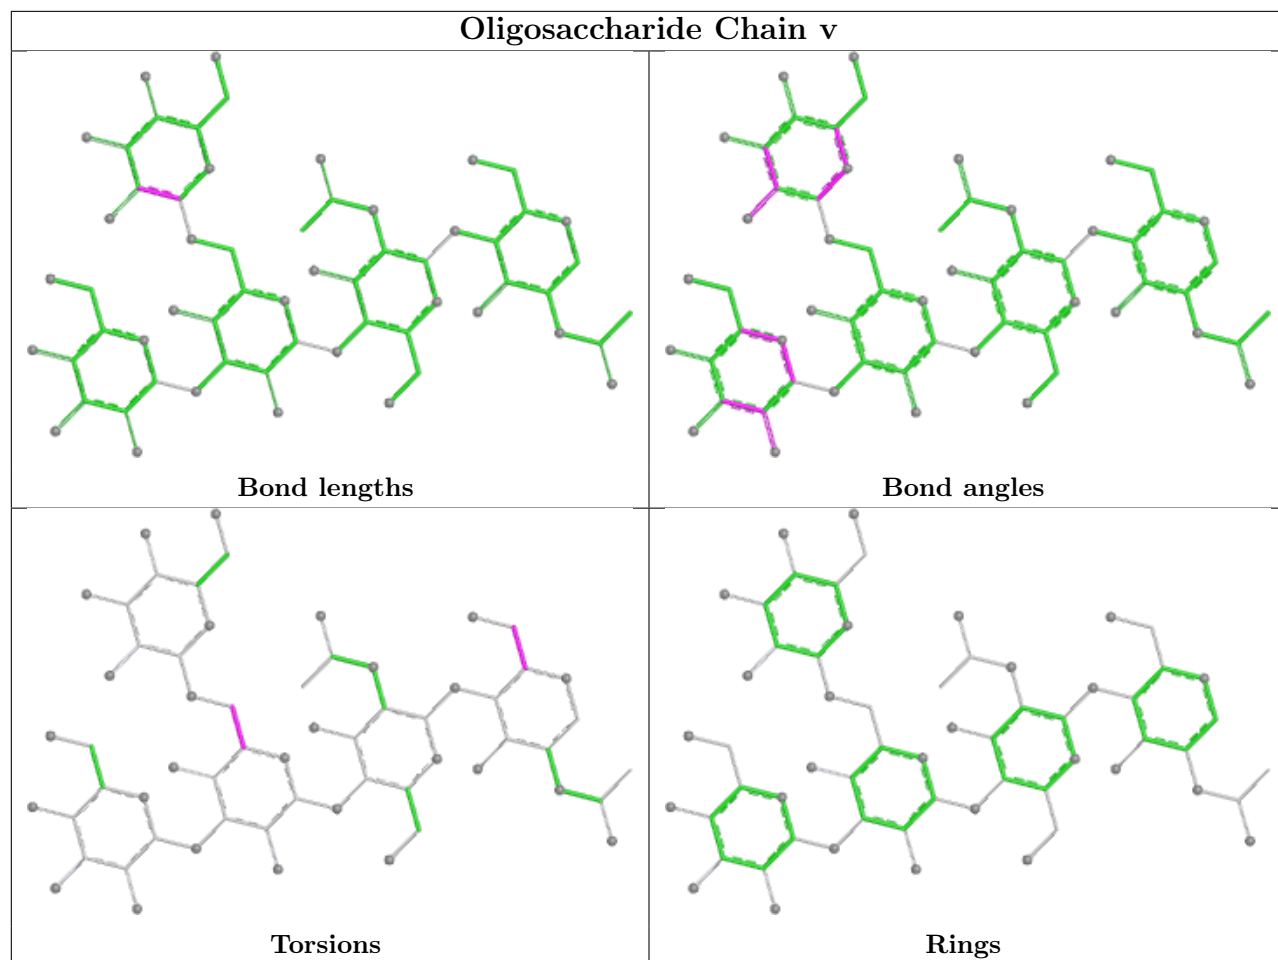 Oligosaccharide Chain v
Bond lengths
Bond angles
Torsions
Rings